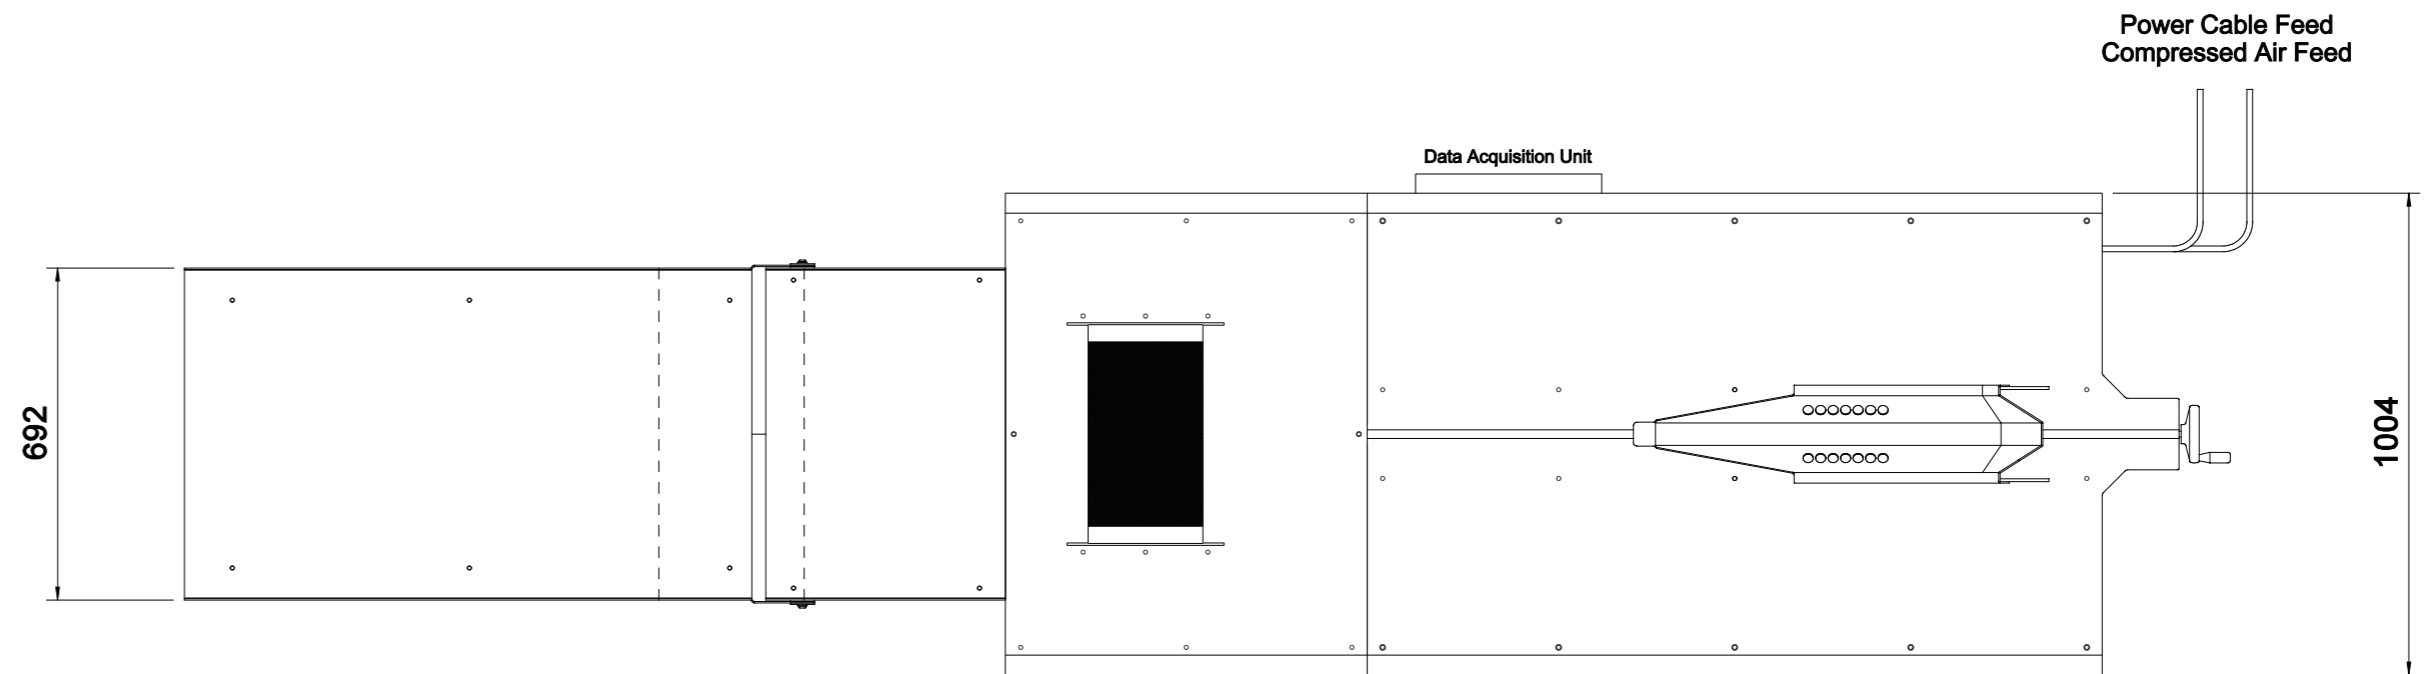 Power Cable Feed
Compressed Air Feed
Data Acquisition Unit
692
1004